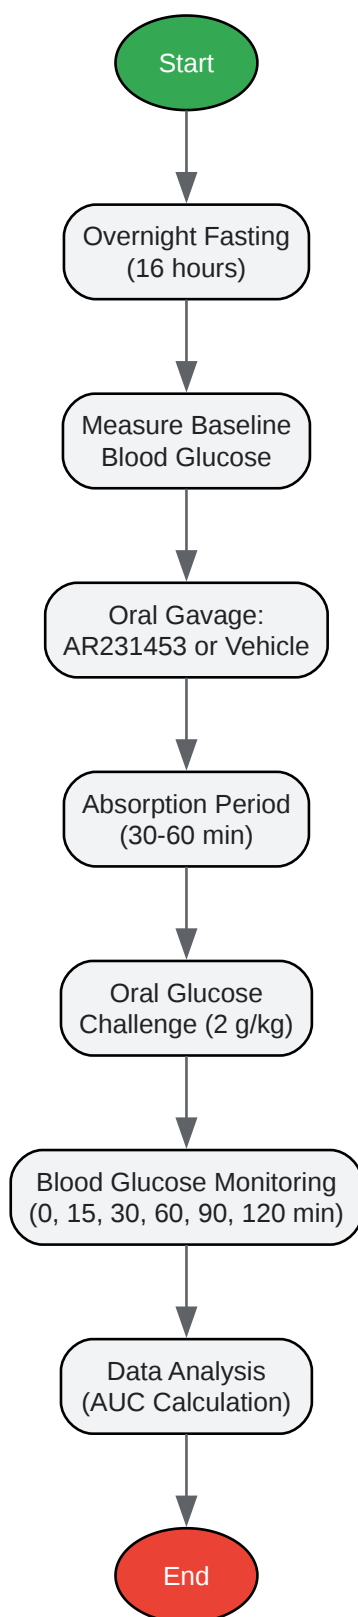 Start
Overnight Fasting
(16 hours)
Measure Baseline
Blood Glucose
Oral Gavage:
AR231453 or Vehicle
Absorption Period
(30-60 min)
Oral Glucose
Challenge (2 g/kg)
Blood Glucose Monitoring
(0, 15, 30, 60, 90, 120 min)
Data Analysis
(AUC Calculation)
End